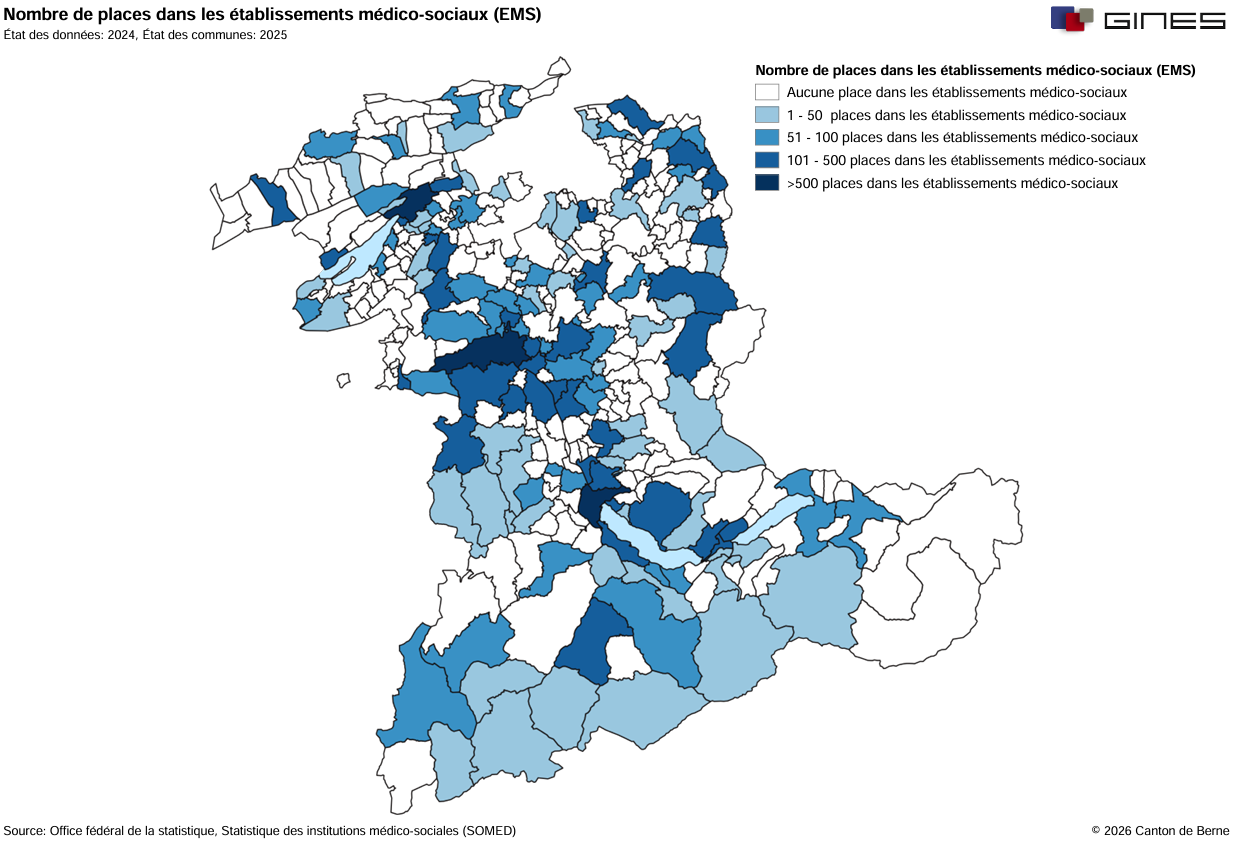 Nombre de places dans les établissements médico-sociaux (EMS)
État des données: 2024, État des communes: 2025
GINES
Nombre de places dans les établissements médico-sociaux (EMS)
Aucune place dans les établissements médico-sociaux
1 - 50 places dans les établissements médico-sociaux
51 - 100 places dans les établissements médico-sociaux
101 - 500 places dans les établissements médico-sociaux
>500 places dans les établissements médico-sociaux
Source: Office fédéral de la statistique, Statistique des institutions médico-sociales (SOMED)
© 2026 Canton de Berne